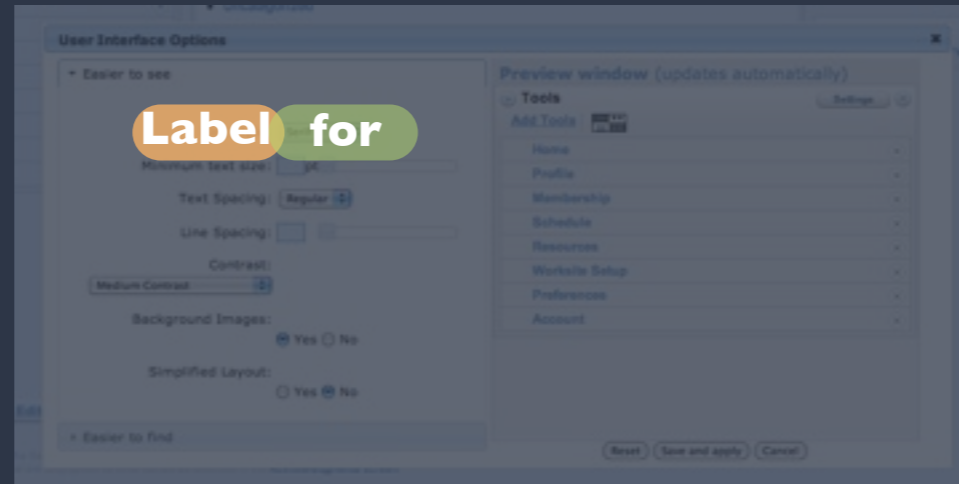 Uncategorized
User Interface Options
Easier to see
Label for
Minimum text size: pt
Text Spacing: Regular
Line Spacing:
Contrast:
Medium Contrast
Background Images:
Yes No
Simplified Layout:
Yes No
Easier to find
Preview window (updates automatically)
Tools Settings
Add Tools
Home
Profile
Membership
Schedule
Resources
Worksite Setup
Preferences
Account
Reset Save and apply Cancel
Edit